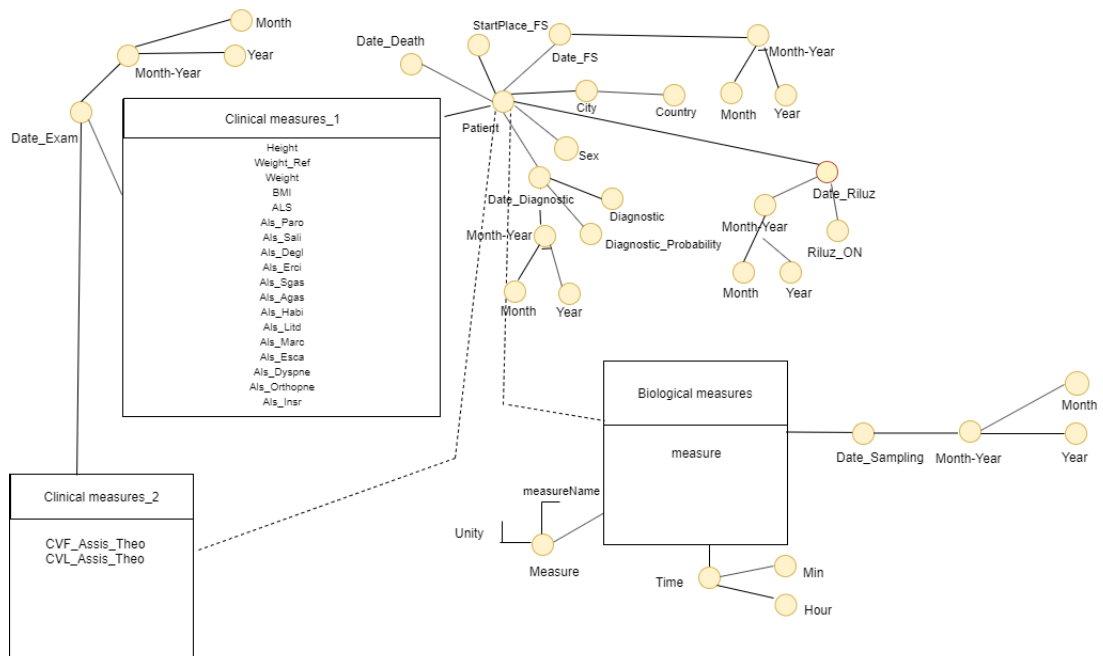 Month
Year
Month-Year
Date_Exam
Date_Death
StartPlace_FS
Date_FS
Month-Year
Month
Year
City
Country
Patient
Sex
Date_Diagnostic
Diagnostic
Diagnostic_Probability
Month-Year
Month
Year
Date_Riluz
Month-Year
Riluz_ON
Month
Year
Clinical measures_1
Height
Weight_Ref
Weight
BMI
ALS
Als_Paro
Als_Sali
Als_Degl
Als_Erci
Als_Sgas
Als_Agas
Als_Habi
Als_Litd
Als_Marc
Als_Esca
Als_Dyspne
Als_Orthopne
Als_Insr
Biological measures
measure
Date_Sampling
Month-Year
Month
Year
Clinical measures_2
CVF_Assis_Theo
CVL_Assis_Theo
measureName
Unity
Measure
Time
Min
Hour